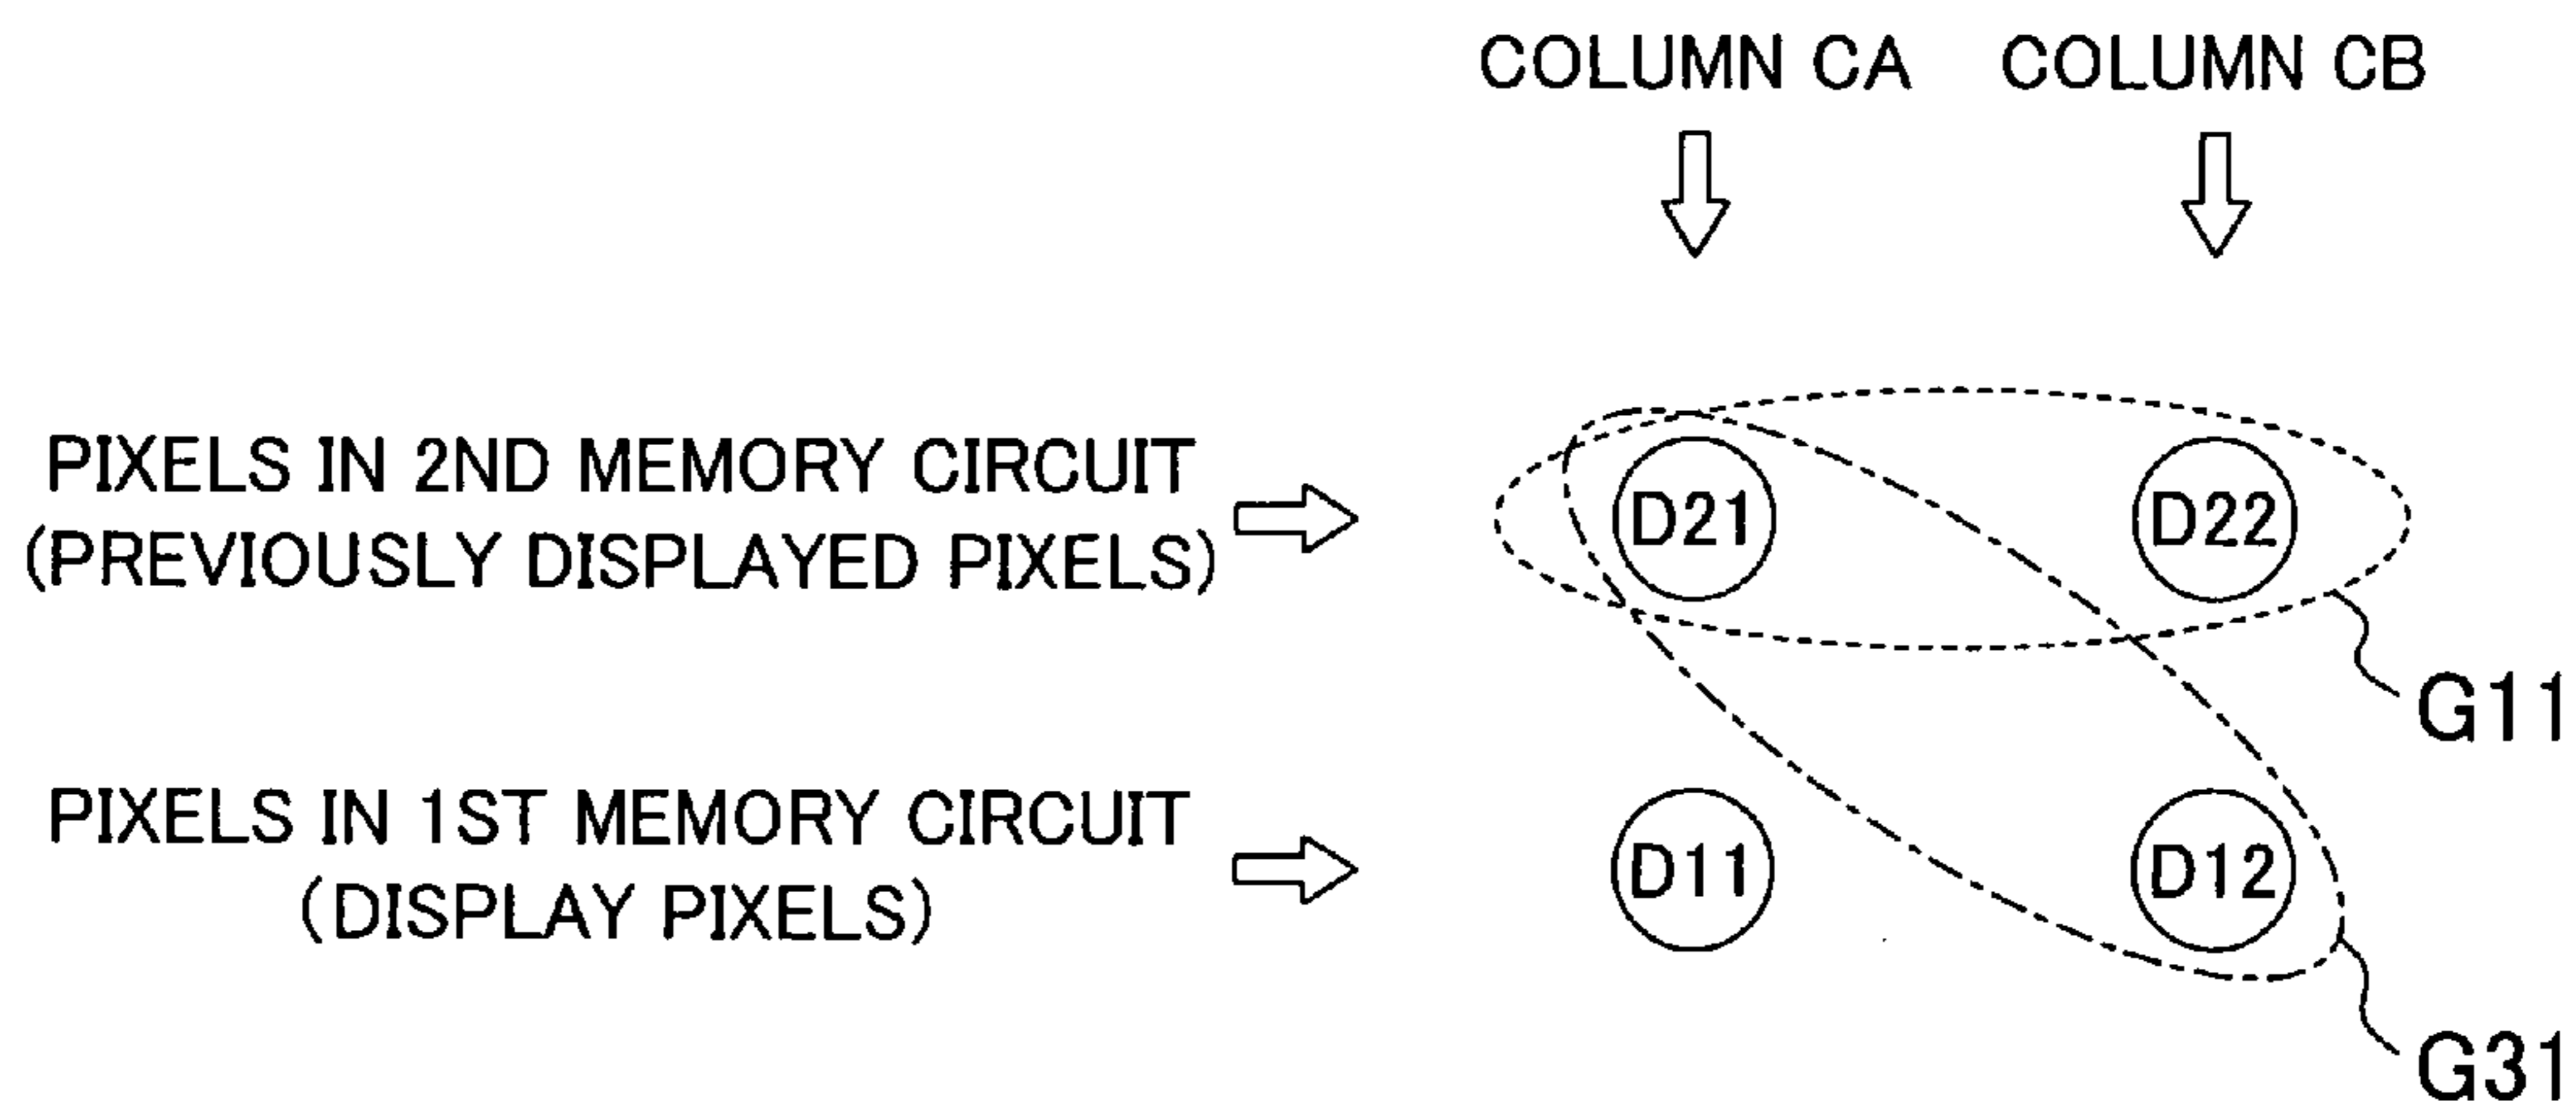 COLUMN CA COLUMN CB
PIXELS IN 2ND MEMORY CIRCUIT
(PREVIOUSLY DISPLAYED PIXELS)
D21 D22
G11
PIXELS IN 1ST MEMORY CIRCUIT
(DISPLAY PIXELS)
D11 D12
G31